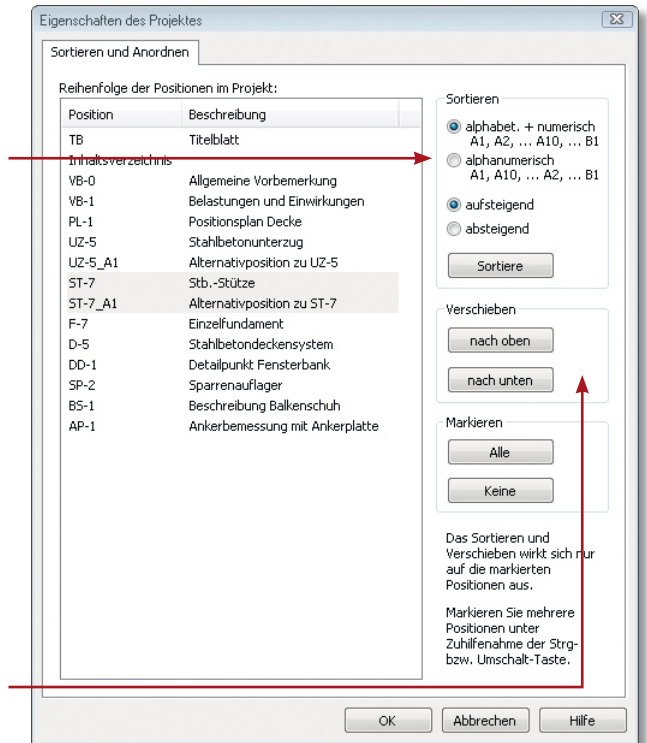 Eigenschaften des Projektes
Sortieren und Anordnen
Reihenfolge der Positionen im Projekt:
Position Beschreibung
TB Titelblatt
Inhaltsverzeichnis
VB-0 Allgemeine Vorbemerkung
VB-1 Belastungen und Einwirkungen
PL-1 Positionsplan Decke
UZ-5 Stahlbetonunterzug
UZ-5_A1 Alternativposition zu UZ-5
ST-7 Stb.-Stütze
ST-7_A1 Alternativposition zu ST-7
F-7 Einzelfundament
D-5 Stahlbetondeckensystem
DD-1 Detailpunkt Fensterbank
SP-2 Sparrenauflager
BS-1 Beschreibung Balkenschuh
AP-1 Ankerbemessung mit Ankerplatte
Sortieren
alphabet. + numerisch
A1, A2, ... A10, ... B1
alphanumerisch
A1, A10, ... A2, ... B1
aufsteigend
absteigend
Sortiere
Verschieben
nach oben
nach unten
Markieren
Alle
Keine
Das Sortieren und
Verschieben wirkt sich nur
auf die markierten
Positionen aus.
Markieren Sie mehrere
Positionen unter
Zuhilfenahme der Strg-
bzw. Umschalt-Taste.
OK Abbrechen Hilfe